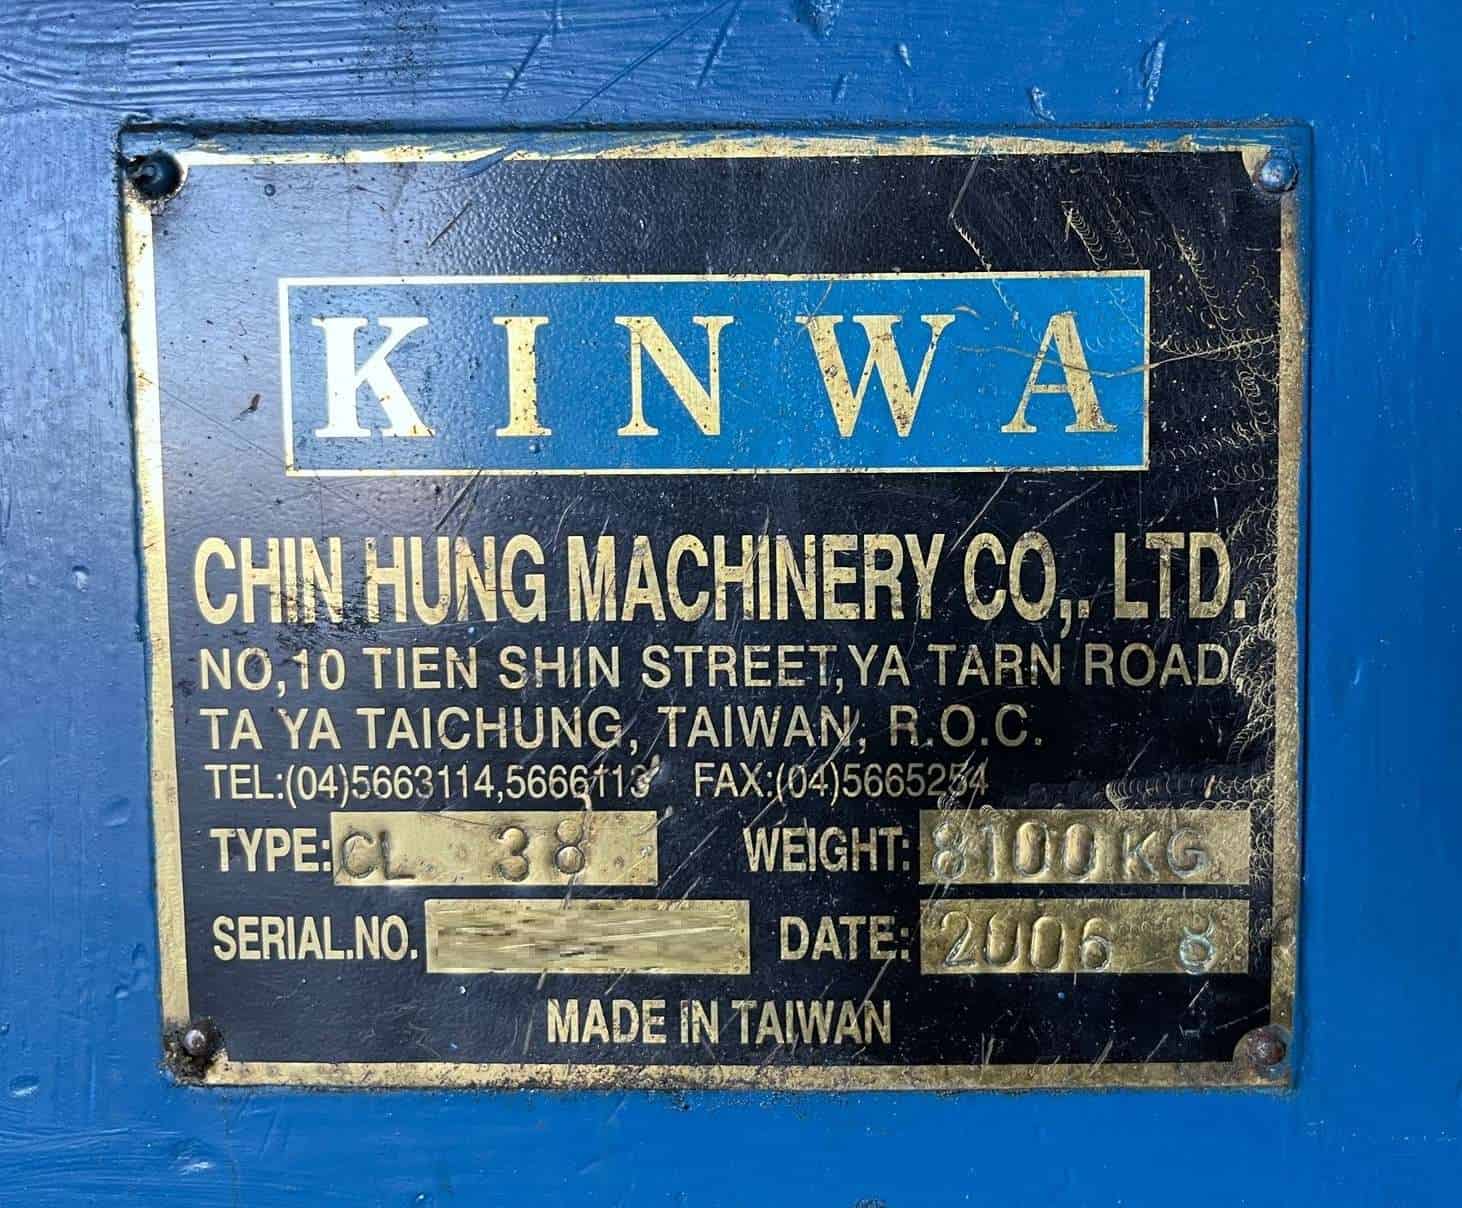 KINWA
CHIN HUNG MACHINERY CO,. LTD.
NO,10 TIEN SHIN STREET,YA TARN ROAD,
TA YA TAICHUNG, TAIWAN, R.O.C.
TEL:(04)5663114,5666113 FAX:(04)5665254
TYPE: CL 38 WEIGHT: 8100KG
SERIAL.NO. DATE: 2006 8
MADE IN TAIWAN